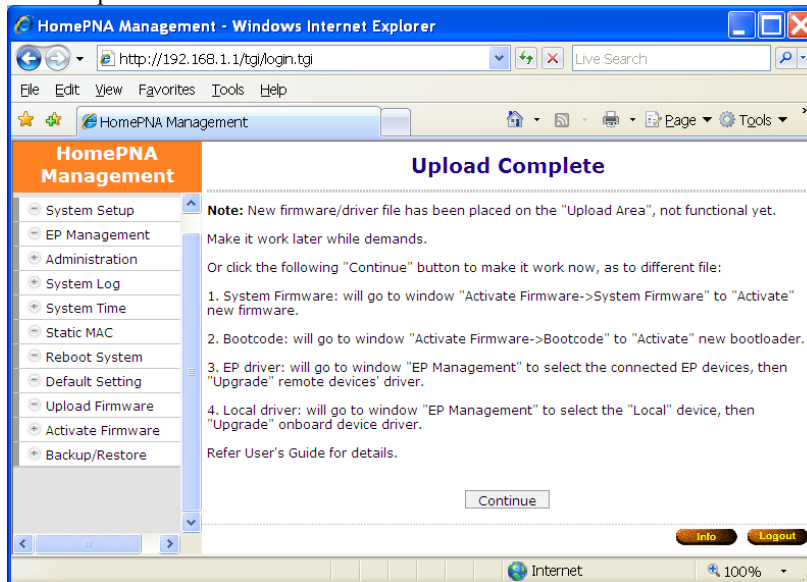 HomePNA Management - Windows Internet Explorer
http://192.168.1.1/tgi/login.tgi
Live Search
File Edit View Favorites Tools Help
HomePNA Management
Page Tools
HomePNA
Management
System Setup
EP Management
Administration
System Log
System Time
Static MAC
Reboot System
Default Setting
Upload Firmware
Activate Firmware
Backup/Restore
Upload Complete
Note: New firmware/driver file has been placed on the "Upload Area", not functional yet.
Make it work later while demands.
Or click the following "Continue" button to make it work now, as to different file:
1. System Firmware: will go to window "Activate Firmware->System Firmware" to "Activate"
new firmware.
2. Bootcode: will go to window "Activate Firmware->Bootcode" to "Activate" new bootloader.
3. EP driver: will go to window "EP Management" to select the connected EP devices, then
"Upgrade" remote devices' driver.
4. Local driver: will go to window "EP Management" to select the "Local" device, then
"Upgrade" onboard device driver.
Refer User's Guide for details.
Continue
Info Logout
Internet 100%